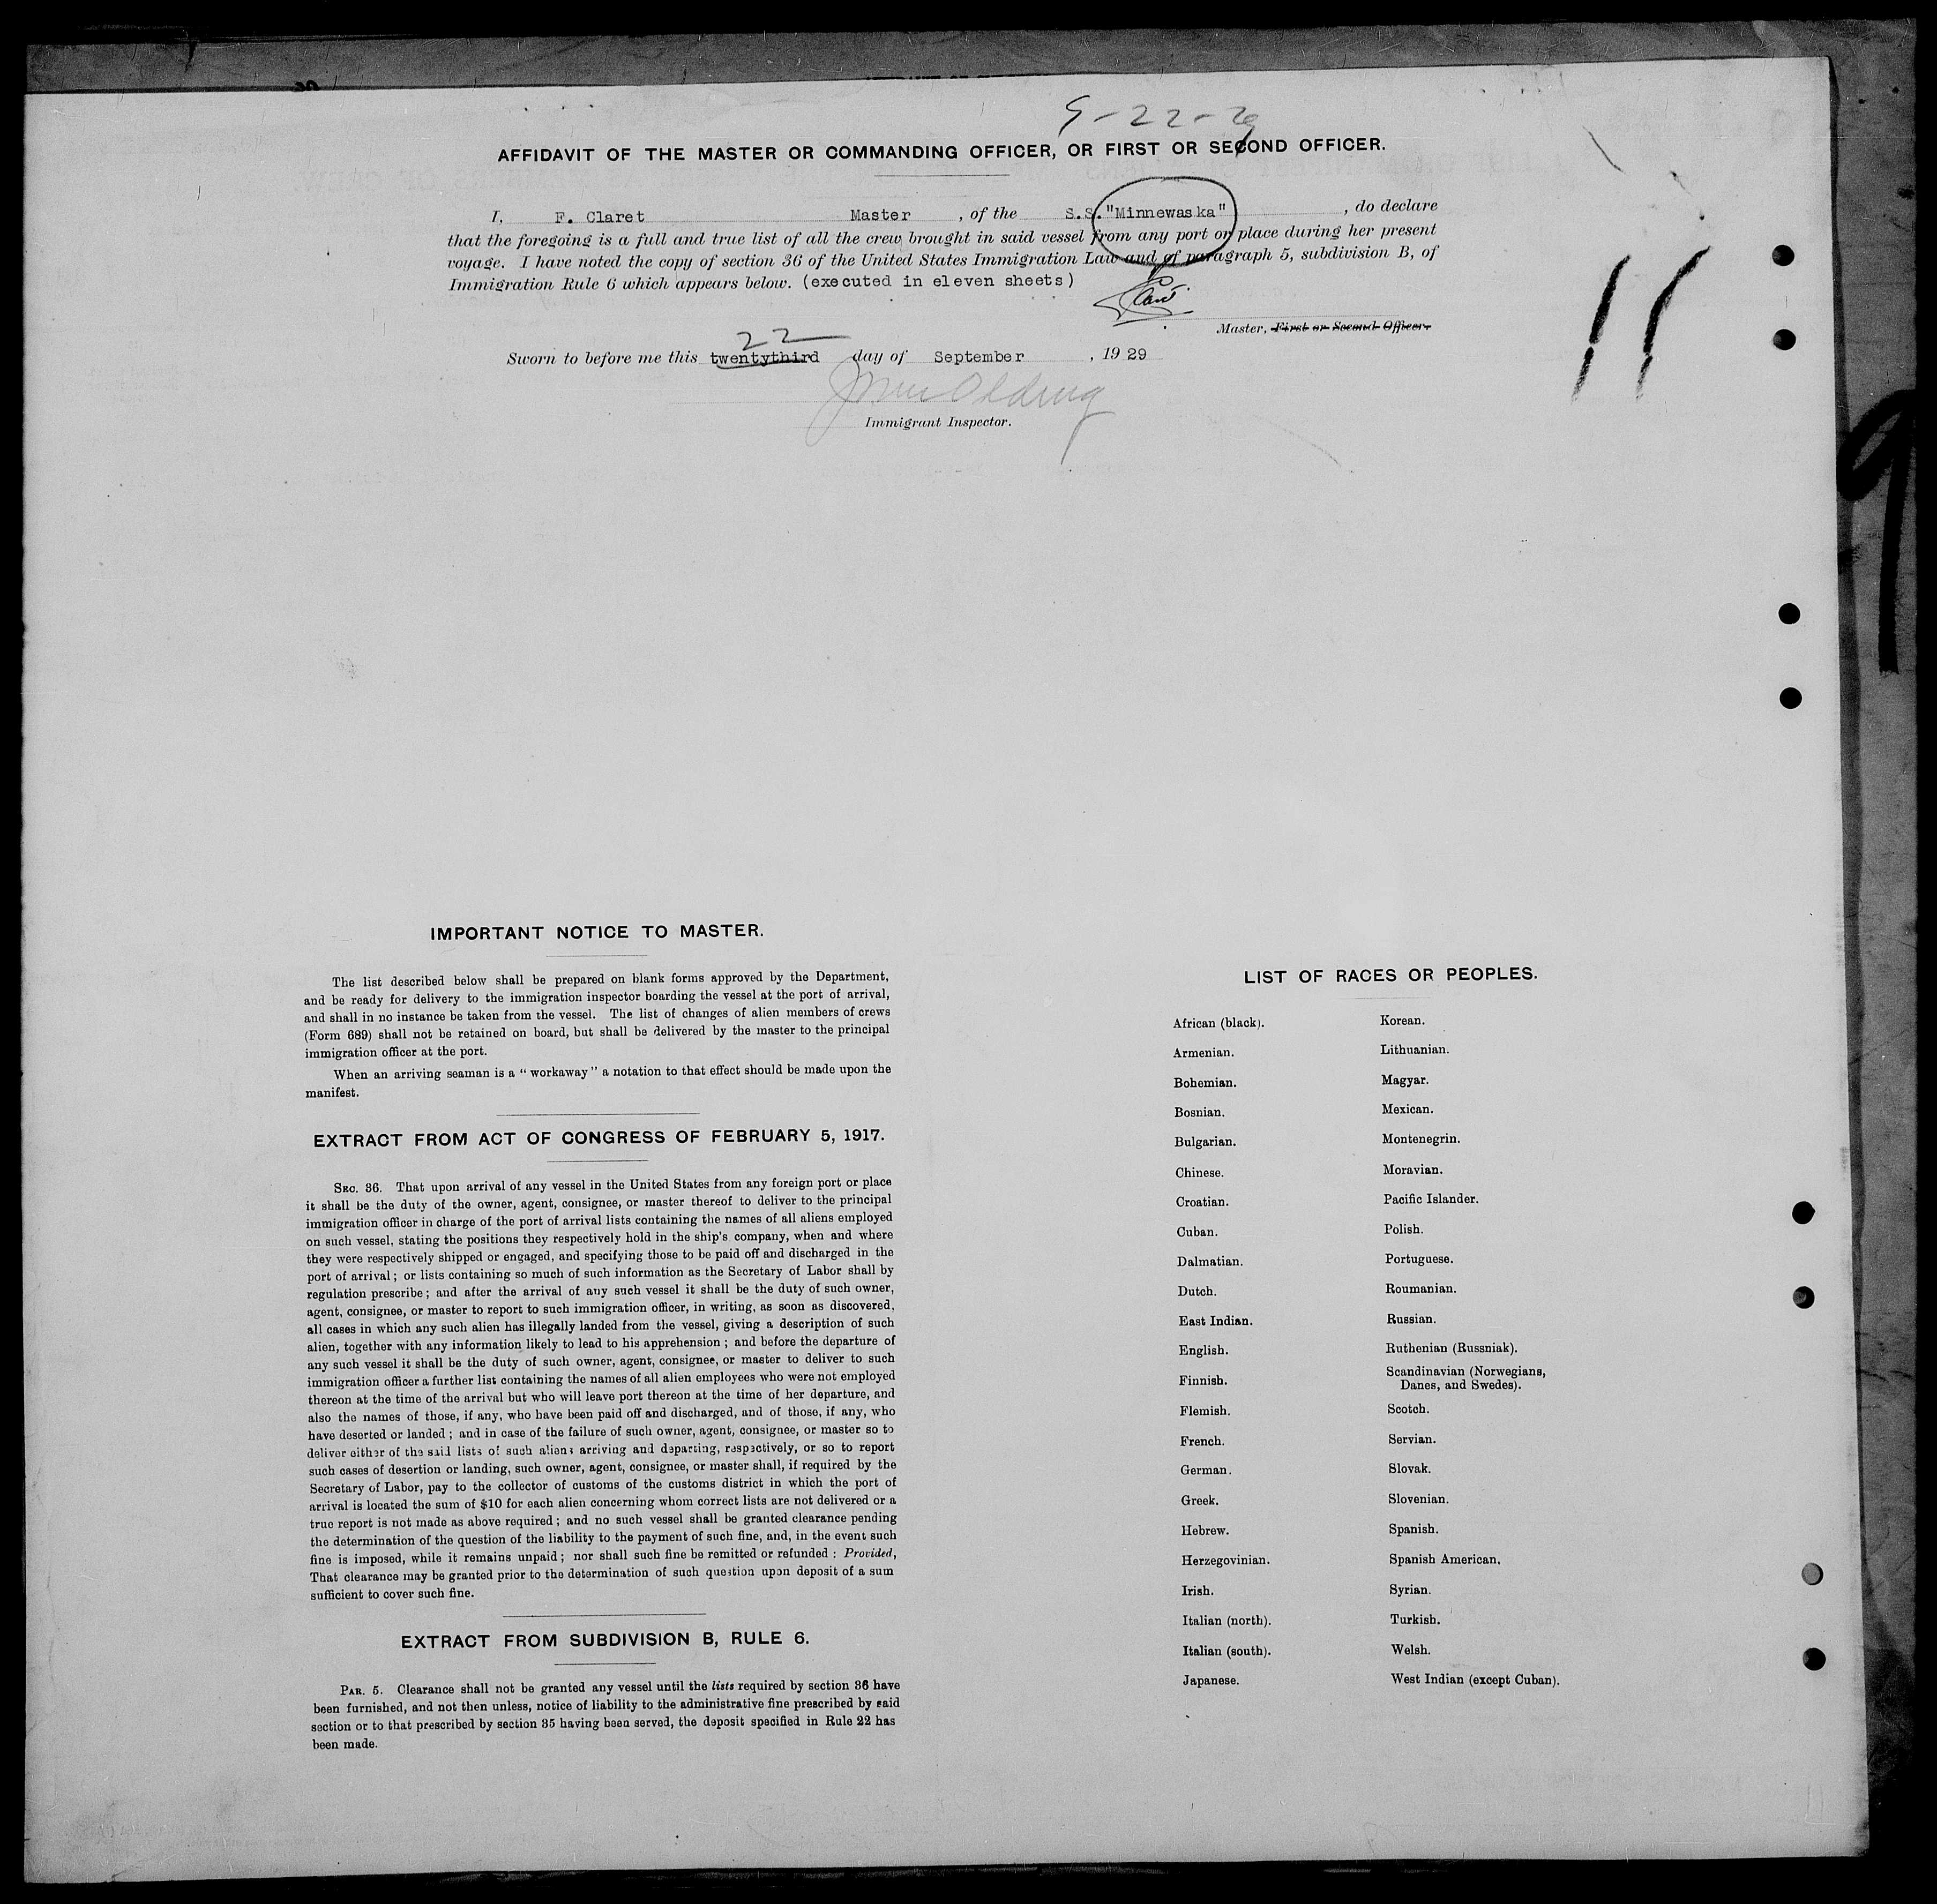 9-22-29
AFFIDAVIT OF THE MASTER OR COMMANDING OFFICER, OR FIRST OR SECOND OFFICER.
I, F. Claret Master, of the S.S."Minnewaska", do declare
that the foregoing is a full and true list of all the crew brought in said vessel from any port or place during her present
voyage. I have noted the copy of section 36 of the United States Immigration Law and of paragraph 5, subdivision B, of
Immigration Rule 6 which appears below. (executed in eleven sheets)
Master, First or Second Officer.
22
Sworn to before me this twentythird day of September, 1929
Immigrant Inspector.
11
9
IMPORTANT NOTICE TO MASTER.
The list described below shall be prepared on blank forms approved by the Department,
and be ready for delivery to the immigration inspector boarding the vessel at the port of arrival,
and shall in no instance be taken from the vessel. The list of changes of alien members of crews
(Form 689) shall not be retained on board, but shall be delivered by the master to the principal
immigration officer at the port.
When an arriving seaman is a "workaway" a notation to that effect should be made upon the
manifest.
EXTRACT FROM ACT OF CONGRESS OF FEBRUARY 5, 1917.
SEC. 36. That upon arrival of any vessel in the United States from any foreign port or place
it shall be the duty of the owner, agent, consignee, or master thereof to deliver to the principal
immigration officer in charge of the port of arrival lists containing the names of all aliens employed
on such vessel, stating the positions they respectively hold in the ship's company, when and where
they were respectively shipped or engaged, and specifying those to be paid off and discharged in the
port of arrival; or lists containing so much of such information as the Secretary of Labor shall by
regulation prescribe; and after the arrival of any such vessel it shall be the duty of such owner,
agent, consignee, or master to report to such immigration officer, in writing, as soon as discovered,
all cases in which any such alien has illegally landed from the vessel, giving a description of such
alien, together with any information likely to lead to his apprehension; and before the departure of
any such vessel it shall be the duty of such owner, agent, consignee, or master to deliver to such
immigration officer a further list containing the names of all alien employees who were not employed
thereon at the time of the arrival but who will leave port thereon at the time of her departure, and
also the names of those, if any, who have been paid off and discharged, and of those, if any, who
have deserted or landed; and in case of the failure of such owner, agent, consignee, or master so to
deliver either of the said lists of such aliens arriving and departing, respectively, or so to report
such cases of desertion or landing, such owner, agent, consignee, or master shall, if required by the
Secretary of Labor, pay to the collector of customs of the customs district in which the port of
arrival is located the sum of $10 for each alien concerning whom correct lists are not delivered or a
true report is not made as above required; and no such vessel shall be granted clearance pending
the determination of the question of the liability to the payment of such fine, and, in the event such
fine is imposed, while it remains unpaid; nor shall such fine be remitted or refunded: Provided,
That clearance may be granted prior to the determination of such question upon deposit of a sum
sufficient to cover such fine.
EXTRACT FROM SUBDIVISION B, RULE 6.
PAR. 5. Clearance shall not be granted any vessel until the lists required by section 36 have
been furnished, and not then unless, notice of liability to the administrative fine prescribed by said
section or to that prescribed by section 35 having been served, the deposit specified in Rule 22 has
been made.
LIST OF RACES OR PEOPLES.
African (black).
Armenian.
Bohemian.
Bosnian.
Bulgarian.
Chinese.
Croatian.
Cuban.
Dalmatian.
Dutch.
East Indian.
English.
Finnish.
Flemish.
French.
German.
Greek.
Hebrew.
Herzegovinian.
Irish.
Italian (north).
Italian (south).
Japanese.
Korean.
Lithuanian.
Magyar.
Mexican.
Montenegrin.
Moravian.
Pacific Islander.
Polish.
Portuguese.
Roumanian.
Russian.
Ruthenian (Russniak).
Scandinavian (Norwegians,
Danes, and Swedes).
Scotch.
Servian.
Slovak.
Slovenian.
Spanish.
Spanish American.
Syrian.
Turkish.
Welsh.
West Indian (except Cuban).